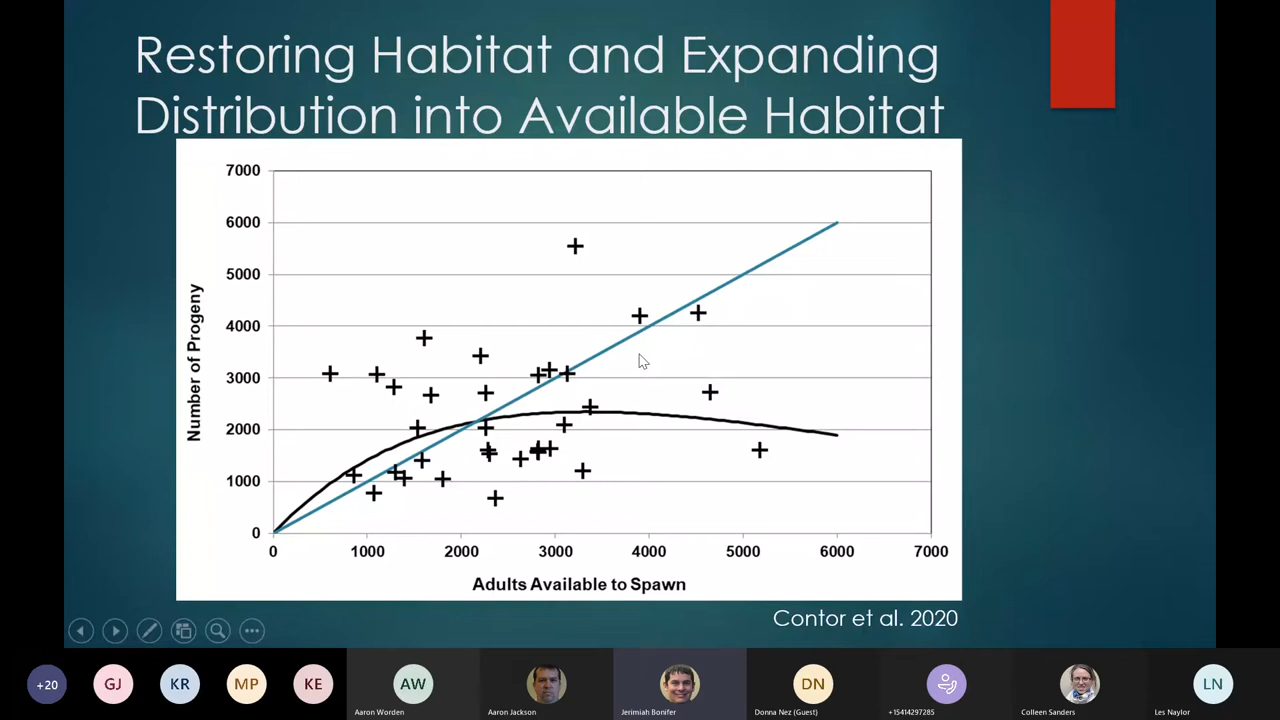 Restoring Habitat and Expanding
Distribution into Available Habitat
7000
6000
5000
4000
3000
2000
1000
0
Number of Progeny
0 1000 2000 3000 4000 5000 6000 7000
Adults Available to Spawn
Contor et al. 2020
+20 GJ KR MP KE AW DN LN
Aaron Worden Aaron Jackson Jerimiah Bonifer Donna Nez (Guest) +15414297285 Colleen Sanders Les Naylor